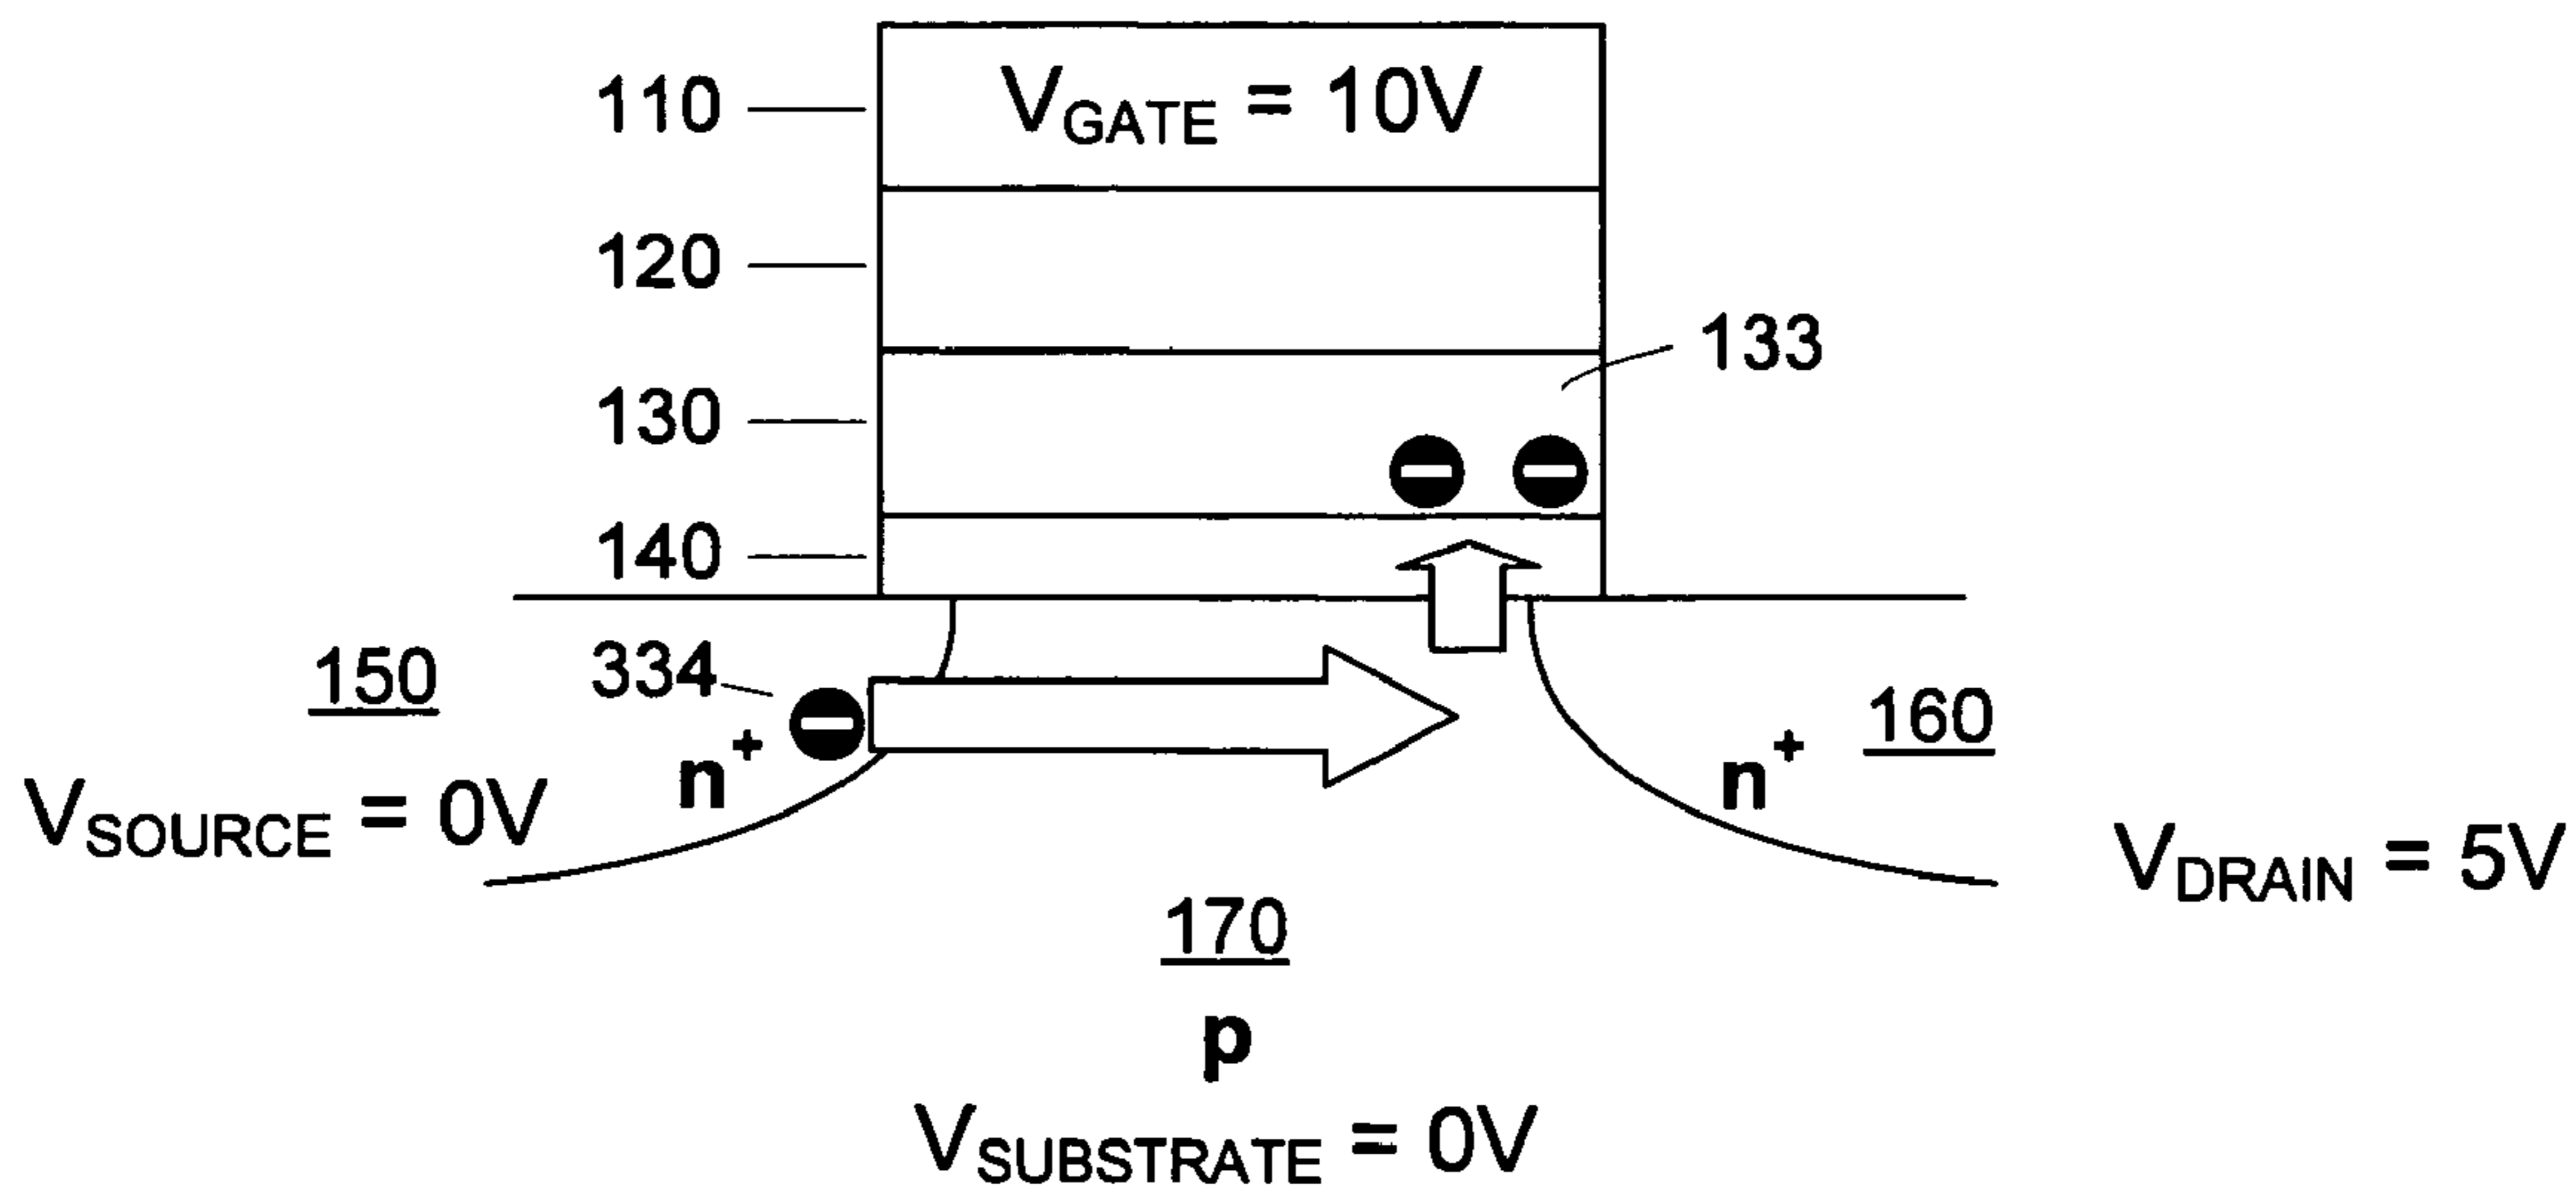 110
V_GATE = 10V
120
133
130
140
334
150
160
n+
n+
V_SOURCE = 0V
V_DRAIN = 5V
170
p
V_SUBSTRATE = 0V